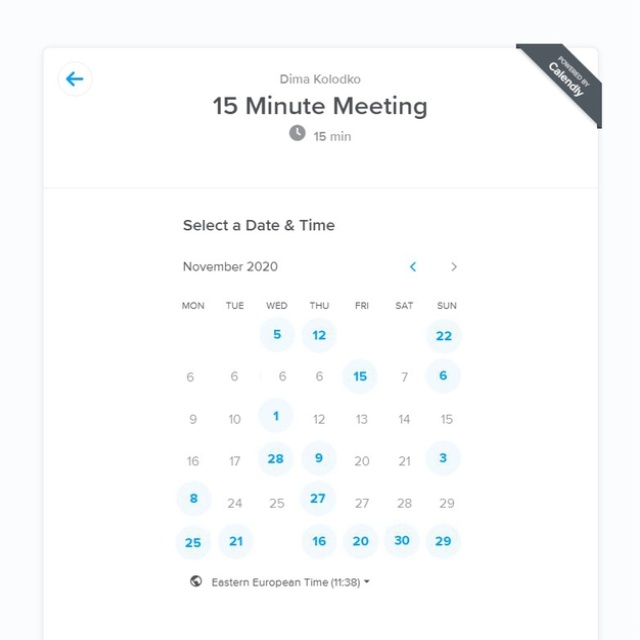 Dima Kolodko
15 Minute Meeting
15 min
POWERED BY
Calendly
Select a Date & Time
November 2020
MON TUE WED THU FRI SAT SUN
5 12 22
6 6 6 6 15 7 6
9 10 1 12 13 14 15
16 17 28 9 20 21 3
8 24 25 27 27 28 29
25 21 16 20 30 29
Eastern European Time (11:38)